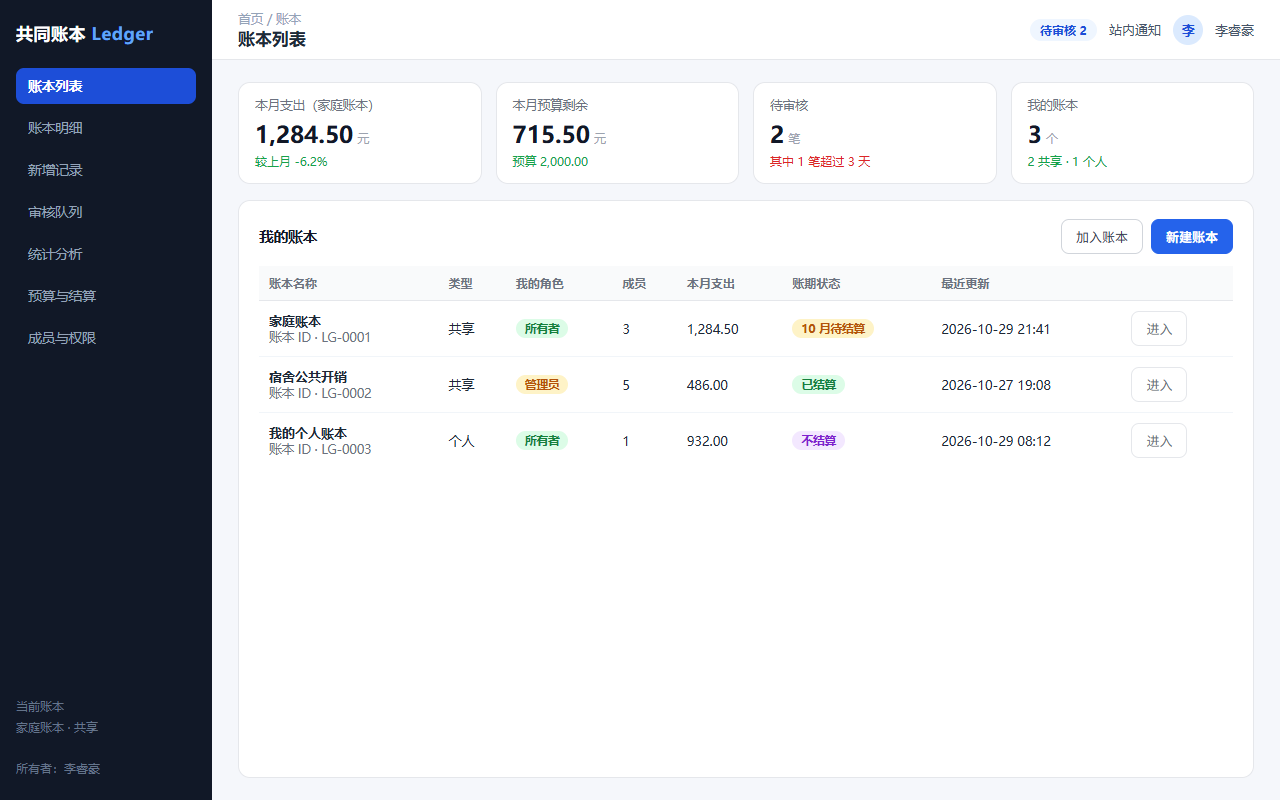 共同账本 Ledger
账本列表
账本明细
新增记录
审核队列
统计分析
预算与结算
成员与权限
当前账本
家庭账本 · 共享
所有者：李睿豪
首页 / 账本
账本列表
待审核 2 站内通知 李 李睿豪
本月支出（家庭账本）
1,284.50 元
较上月 -6.2%
本月预算剩余
715.50 元
预算 2,000.00
待审核
2 笔
其中 1 笔超过 3 天
我的账本
3 个
2 共享 · 1 个人
我的账本 加入账本 新建账本
账本名称 类型 我的角色 成员 本月支出 账期状态 最近更新
家庭账本 共享 所有者 3 1,284.50 10 月待结算 2026-10-29 21:41 进入
账本 ID · LG-0001
宿舍公共开销 共享 管理员 5 486.00 已结算 2026-10-27 19:08 进入
账本 ID · LG-0002
我的个人账本 个人 所有者 1 932.00 不结算 2026-10-29 08:12 进入
账本 ID · LG-0003